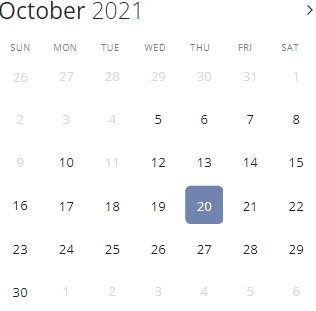 October 2021
SUN MON TUE WED THU FRI SAT
26 27 28 29 30 31 1
2 3 4 5 6 7 8
9 10 11 12 13 14 15
16 17 18 19 20 21 22
23 24 25 26 27 28 29
30 1 2 3 4 5 6